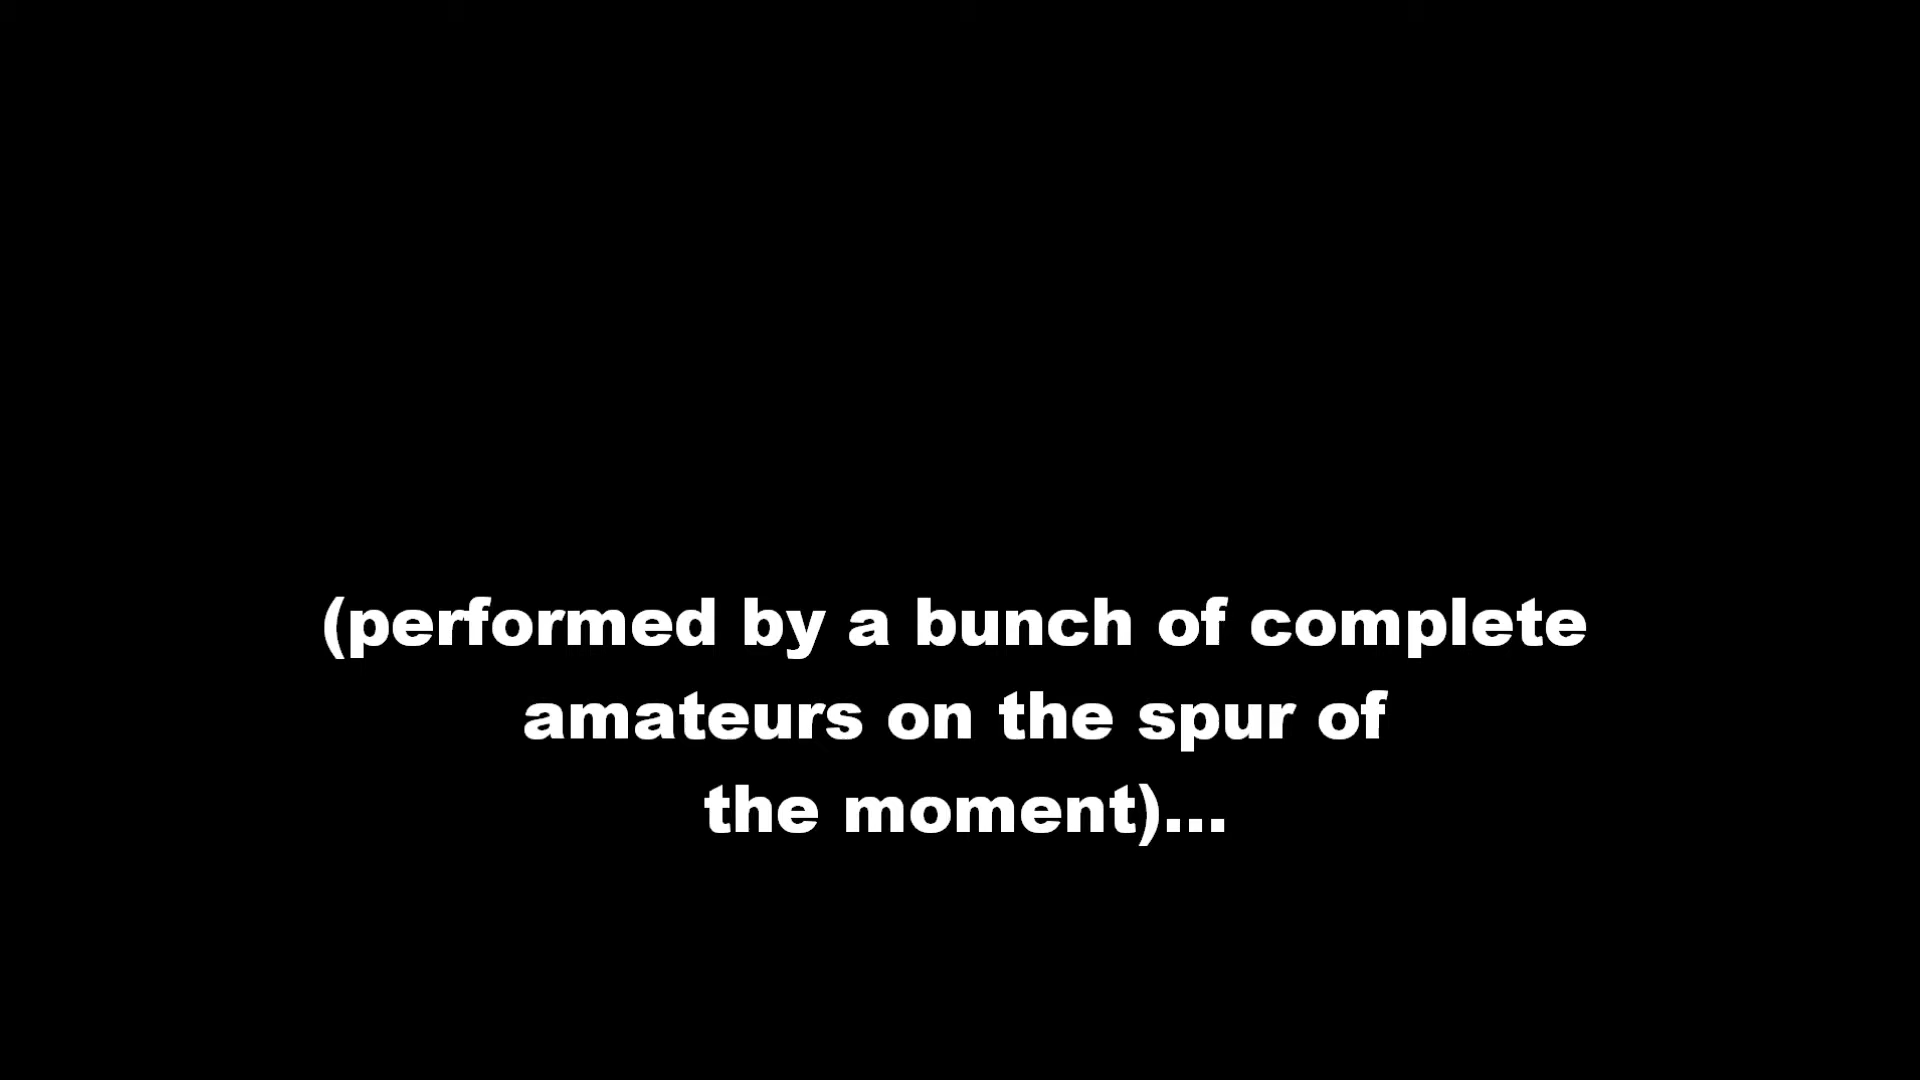 (performed by a bunch of complete
amateurs on the spur of
the moment)...